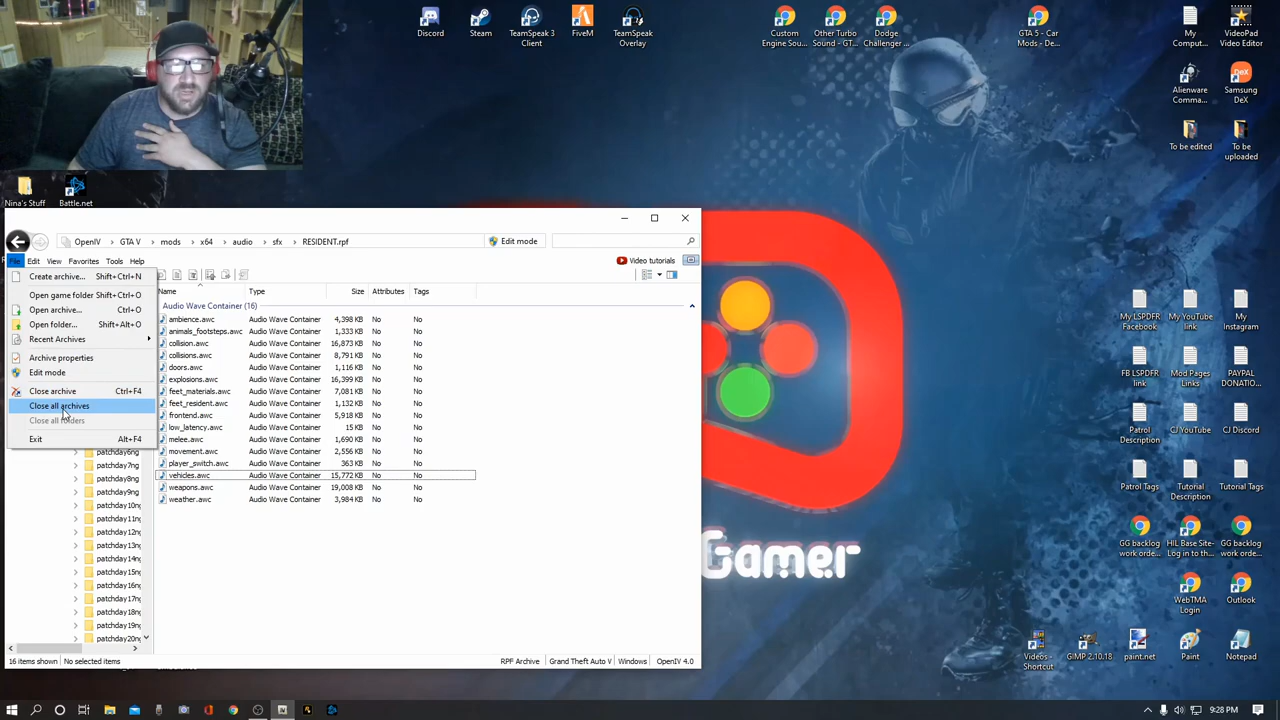 Discord
Steam
TeamSpeak 3
Client
FiveM
TeamSpeak
Overlay
Custom
Engine Sou...
Other Turbo
Sound - GT...
Dodge
Challenger ...
GTA 5 - Car
Mods - De...
My
Comput...
VideoPad
Video Editor
Alienware
Comma...
Samsung
DeX
To be edited
To be
uploaded
Nina's Stuff
Battle.net
OpenIV
GTA V
mods
x64
audio
sfx
RESIDENT.rpf
Edit mode
File
Edit
View
Favorites
Tools
Help
Video tutorials
Create archive... Shift+Ctrl+N
Open game folder Shift+Ctrl+O
Open archive... Ctrl+O
Open folder... Shift+Alt+O
Recent Archives
Archive properties
Edit mode
Close archive Ctrl+F4
Close all archives
Close all folders
Exit Alt+F4
Name Type Size Attributes Tags
Audio Wave Container (16)
ambience.awc Audio Wave Container 4,398 KB No No
animals_footsteps.awc Audio Wave Container 1,333 KB No No
collision.awc Audio Wave Container 16,873 KB No No
collisions.awc Audio Wave Container 8,791 KB No No
doors.awc Audio Wave Container 1,116 KB No No
explosions.awc Audio Wave Container 16,399 KB No No
feet_materials.awc Audio Wave Container 7,081 KB No No
feet_resident.awc Audio Wave Container 1,132 KB No No
frontend.awc Audio Wave Container 5,918 KB No No
low_latency.awc Audio Wave Container 15 KB No No
melee.awc Audio Wave Container 1,690 KB No No
movement.awc Audio Wave Container 2,556 KB No No
player_switch.awc Audio Wave Container 363 KB No No
vehicles.awc Audio Wave Container 15,772 KB No No
weapons.awc Audio Wave Container 19,008 KB No No
weather.awc Audio Wave Container 3,984 KB No No
patchday6ng
patchday7ng
patchday8ng
patchday9ng
patchday10ng
patchday11ng
patchday12ng
patchday13ng
patchday14ng
patchday15ng
patchday16ng
patchday17ng
patchday18ng
patchday19ng
patchday20ng
16 items shown
No selected items
RPF Archive
Grand Theft Auto V
Windows
OpenIV 4.0
Gamer
My LSPDFR
Facebook
My YouTube
link
My
Instagram
FB LSPDFR
link
Mod Pages
Links
PAYPAL
DONATIO...
Patrol
Description
CJ YouTube
CJ Discord
Patrol Tags
Tutorial
Description
Tutorial Tags
GG backlog
work orde...
HIL Base Site-
Log in to th...
GG backlog
work orde...
WebTMA
Login
Outlook
Videos -
Shortcut
GIMP 2.10.18
paint.net
Paint
Notepad
9:28 PM